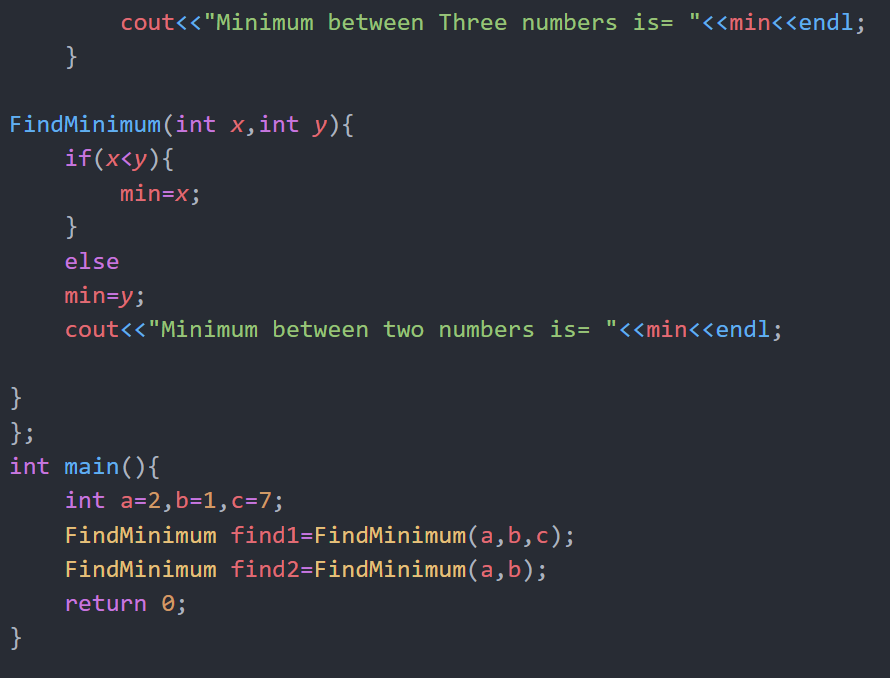 cout<<"Minimum between Three numbers is= "<<min<<endl;
}
FindMinimum(int x,int y){
if(x<y){
min=x;
}
else
min=y;
cout<<"Minimum between two numbers is= "<<min<<endl;
}
};
int main(){
int a=2,b=1,c=7;
FindMinimum find1=FindMinimum(a,b,c);
FindMinimum find2=FindMinimum(a,b);
return 0;
}